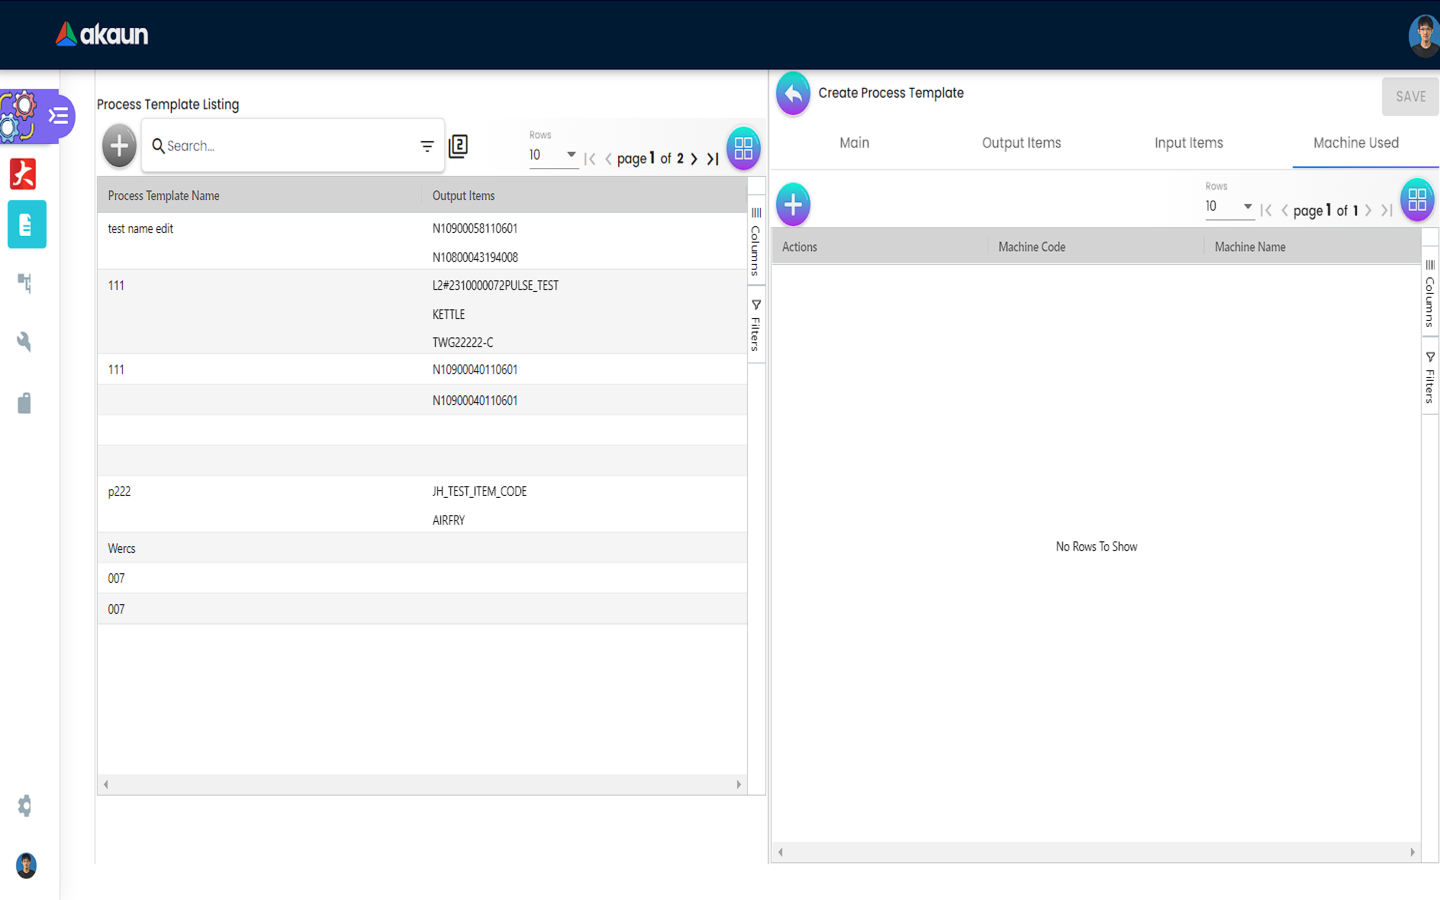 akaun
Process Template Listing
Search...
2
Rows
10
page 1 of 2
Process Template Name
Output Items
test name edit
N10900058110601
N10800043194008
111
L2#2310000072PULSE_TEST
KETTLE
TWG22222-C
111
N10900040110601
N10900040110601
p222
JH_TEST_ITEM_CODE
AIRFRY
Wercs
007
007
Columns
Filters
Create Process Template
SAVE
Main
Output Items
Input Items
Machine Used
Rows
10
page 1 of 1
Actions
Machine Code
Machine Name
No Rows To Show
Columns
Filters